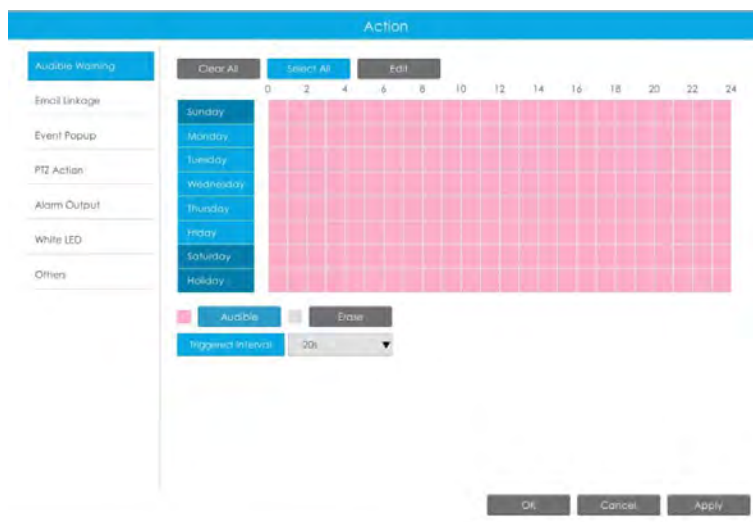 Action
Audible Warning
Email Linkage
Event Popup
PTZ Action
Alarm Output
White LED
Others
Clear All Select All Edit
0 2 4 6 8 10 12 14 16 18 20 22 24
Sunday
Monday
Tuesday
Wednesday
Thursday
Friday
Saturday
Holiday
Audible Erase
Triggered Interval 20s
OK Cancel Apply